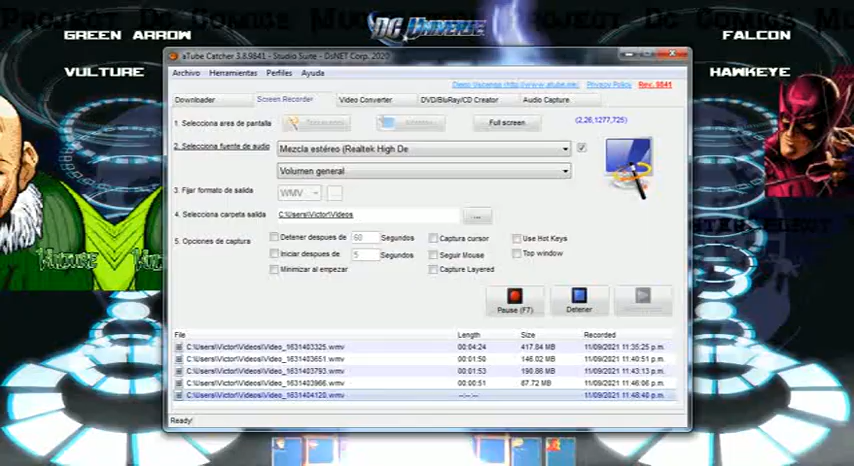 Project Dc Comics Mugen
GREEN ARROW
DC UNIVERSE
FALCON
VULTURE
HAWKEYE
aTube Catcher 3.8.9841 - Studio Suite - DsNET Corp. 2020
Archivo Herramientas Perfiles Ayuda
Privacy Policy Rev. 9841
Downloader Screen Recorder Video Converter DVD/BluRay/CD Creator Audio Capture
1. Selecciona area de pantalla Full screen (2,26,1277,725)
2. Selecciona fuente de audio Mezcla estéreo (Realtek High De
Volumen general
3. Fijar formato de salida WMV
4. Selecciona carpeta salida C:\Users\Victor\Videos ...
5. Opciones de captura Detener despues de 60 Segundos Captura cursor Use Hot Keys
Iniciar despues de 5 Segundos Seguir Mouse Top window
Minimizar al empezar Captura Layered
Pause (F7) Detener
File Length Size Recorded
C:\Users\Victor\Videos\Video_1631403325.wmv 00:04:24 417.84 MB 11/09/2021 11:35:25 p.m.
C:\Users\Victor\Videos\Video_1631403651.wmv 00:01:50 146.02 MB 11/09/2021 11:40:51 p.m.
C:\Users\Victor\Videos\Video_1631403793.wmv 00:01:53 190.86 MB 11/09/2021 11:43:13 p.m.
C:\Users\Victor\Videos\Video_1631403966.wmv 00:00:51 87.72 MB 11/09/2021 11:46:06 p.m.
C:\Users\Victor\Videos\Video_1631404120.wmv --:--:-- 11/09/2021 11:48:40 p.m.
Ready!